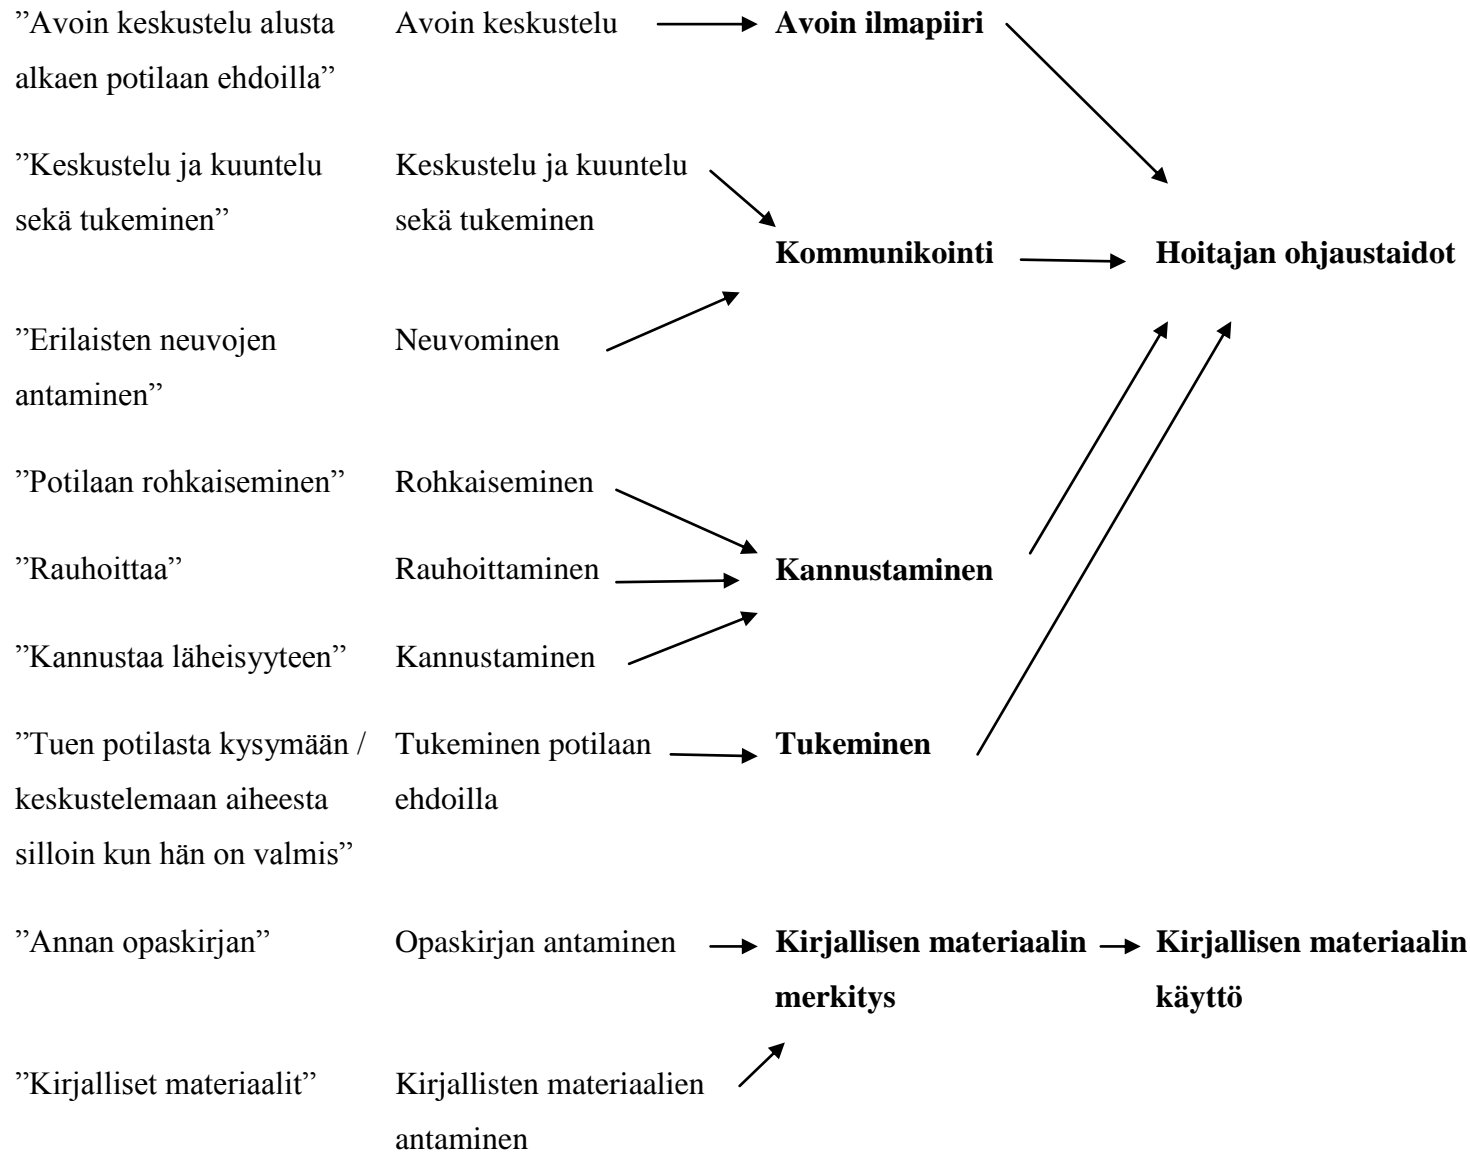 ”Avoin keskustelu alusta Avoin keskustelu Avoin ilmapiiri
alkaen potilaan ehdoilla”
”Keskustelu ja kuuntelu Keskustelu ja kuuntelu
sekä tukeminen” sekä tukeminen
Kommunikointi Hoitajan ohjaustaidot
”Erilaisten neuvojen Neuvominen
antaminen”
”Potilaan rohkaiseminen” Rohkaiseminen
”Rauhoittaa” Rauhoittaminen Kannustaminen
”Kannustaa läheisyyteen” Kannustaminen
”Tuen potilasta kysymään / Tukeminen potilaan Tukeminen
keskustelemaan aiheesta ehdoilla
silloin kun hän on valmis”
”Annan opaskirjan” Opaskirjan antaminen Kirjallisen materiaalin Kirjallisen materiaalin
merkitys käyttö
”Kirjalliset materiaalit” Kirjallisten materiaalien
antaminen